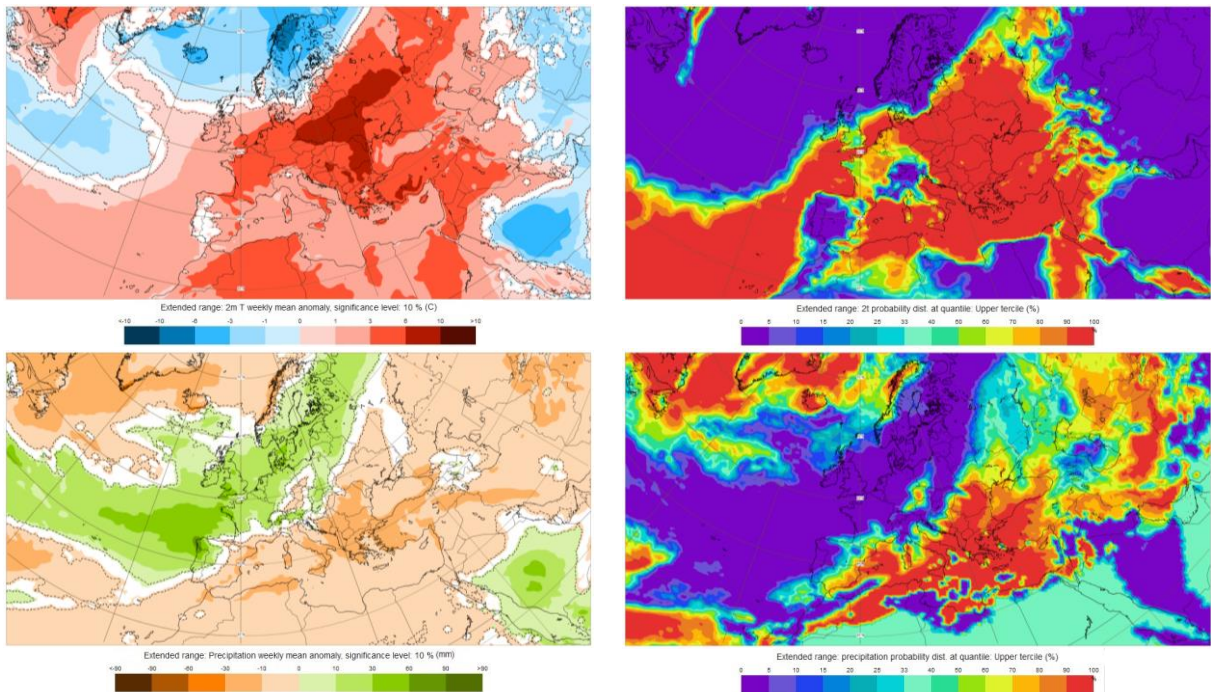 Extended range: 2m T weekly mean anomaly, significance level: 10 % (C)
<-10 -10 -6 -3 -1 0 1 3 6 10 >10
Extended range: 2t probability dist. at quantile: Upper tercile (%)
0 5 10 15 20 25 35 40 50 60 70 80 90 100
%
Extended range: Precipitation weekly mean anomaly, significance level: 10 % (mm)
<-90 -90 -60 -30 -10 0 10 30 60 90 >90
Extended range: precipitation probability dist. at quantile: Upper tercile (%)
0 5 10 15 20 25 35 40 50 60 70 80 90 100
%